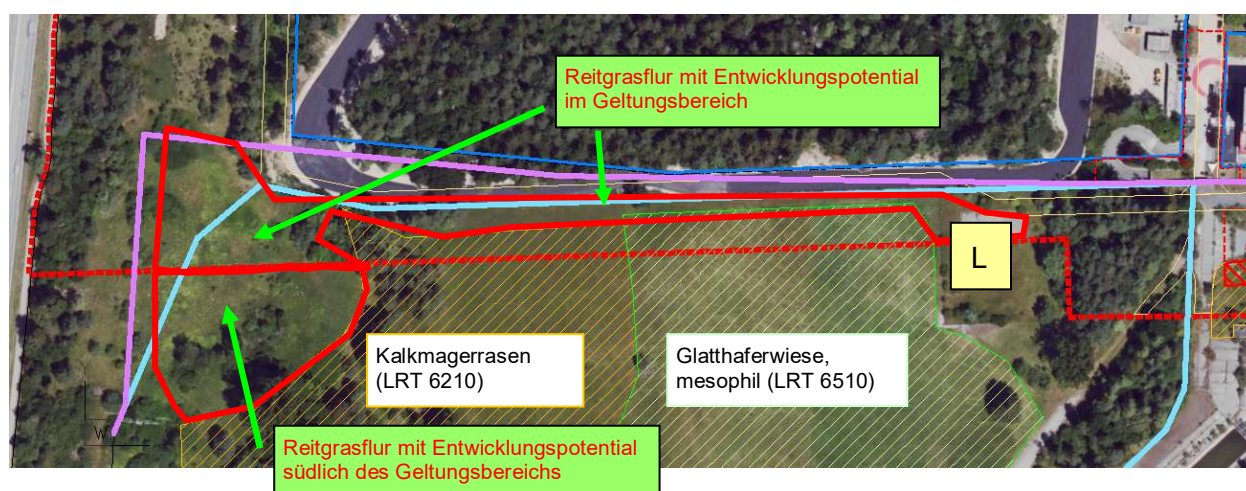 Reitgrasflur mit Entwicklungspotential
im Geltungsbereich
L
Kalkmagerrasen
(LRT 6210)
Glatthaferwiese,
mesophil (LRT 6510)
W
Reitgrasflur mit Entwicklungspotential
südlich des Geltungsbereichs